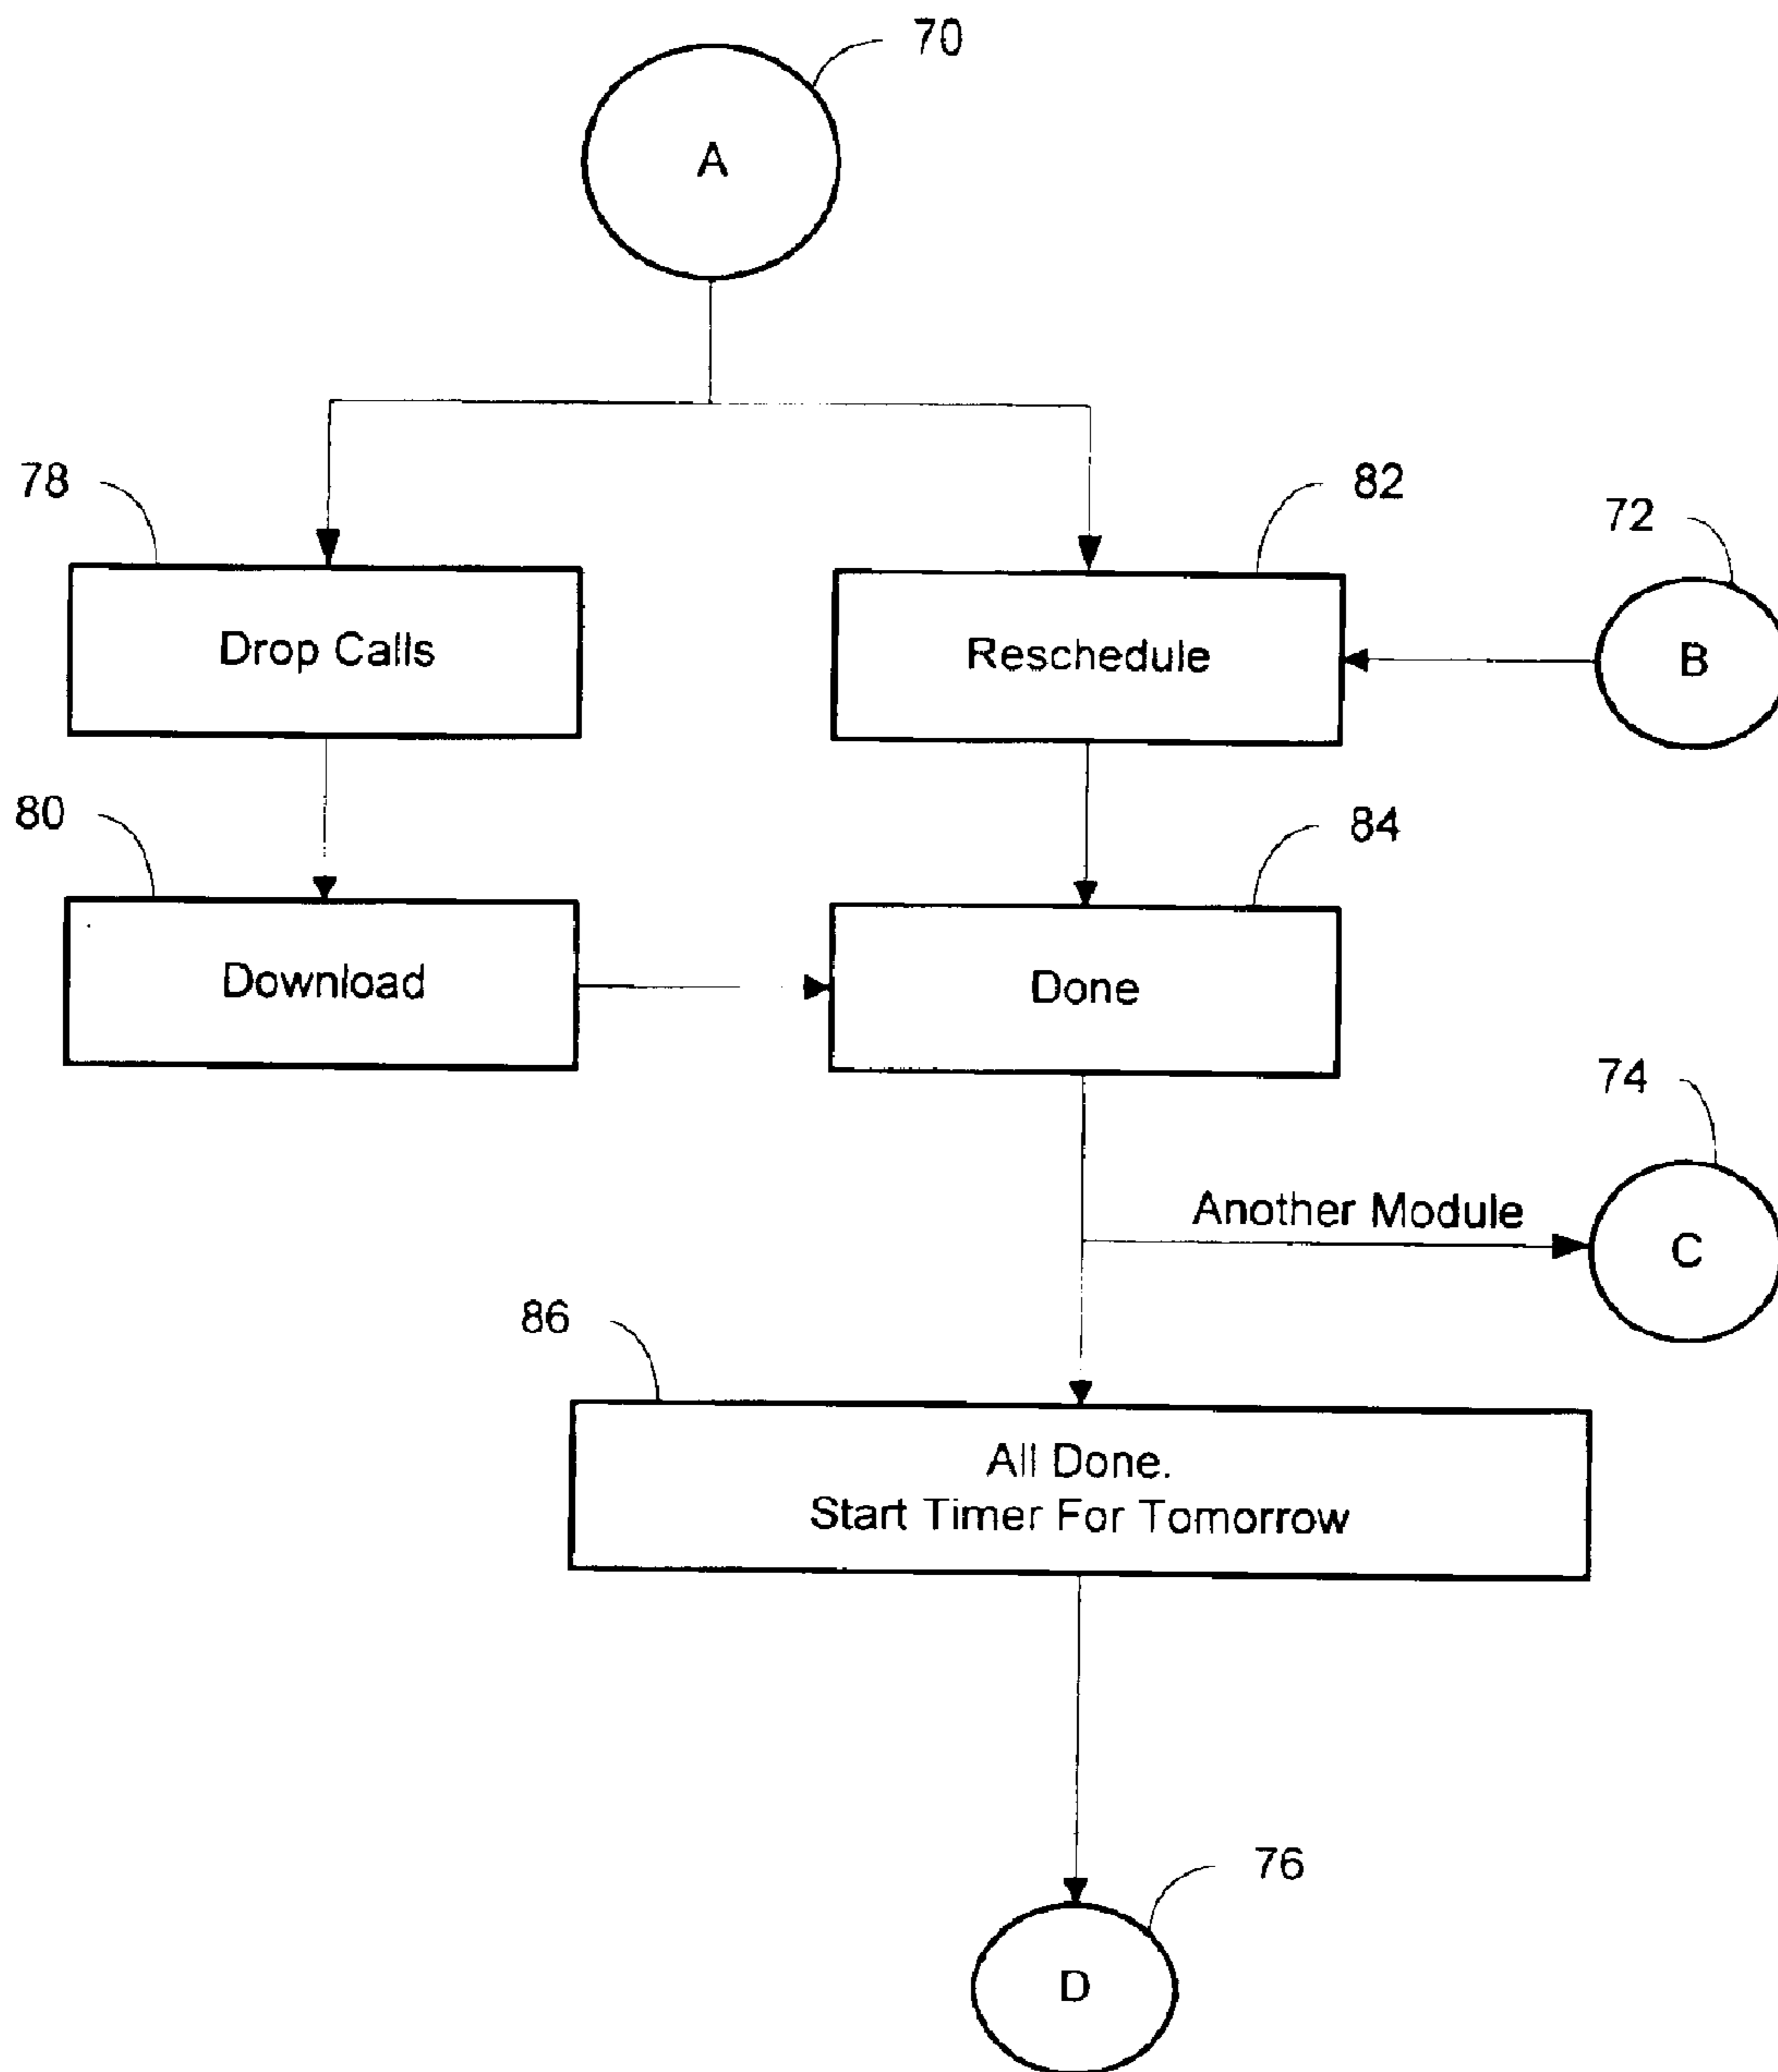 70
A
78
82
72
Drop Calls
Reschedule
B
80
84
Download
Done
74
Another Module
C
86
All Done.
Start Timer For Tomorrow
76
D